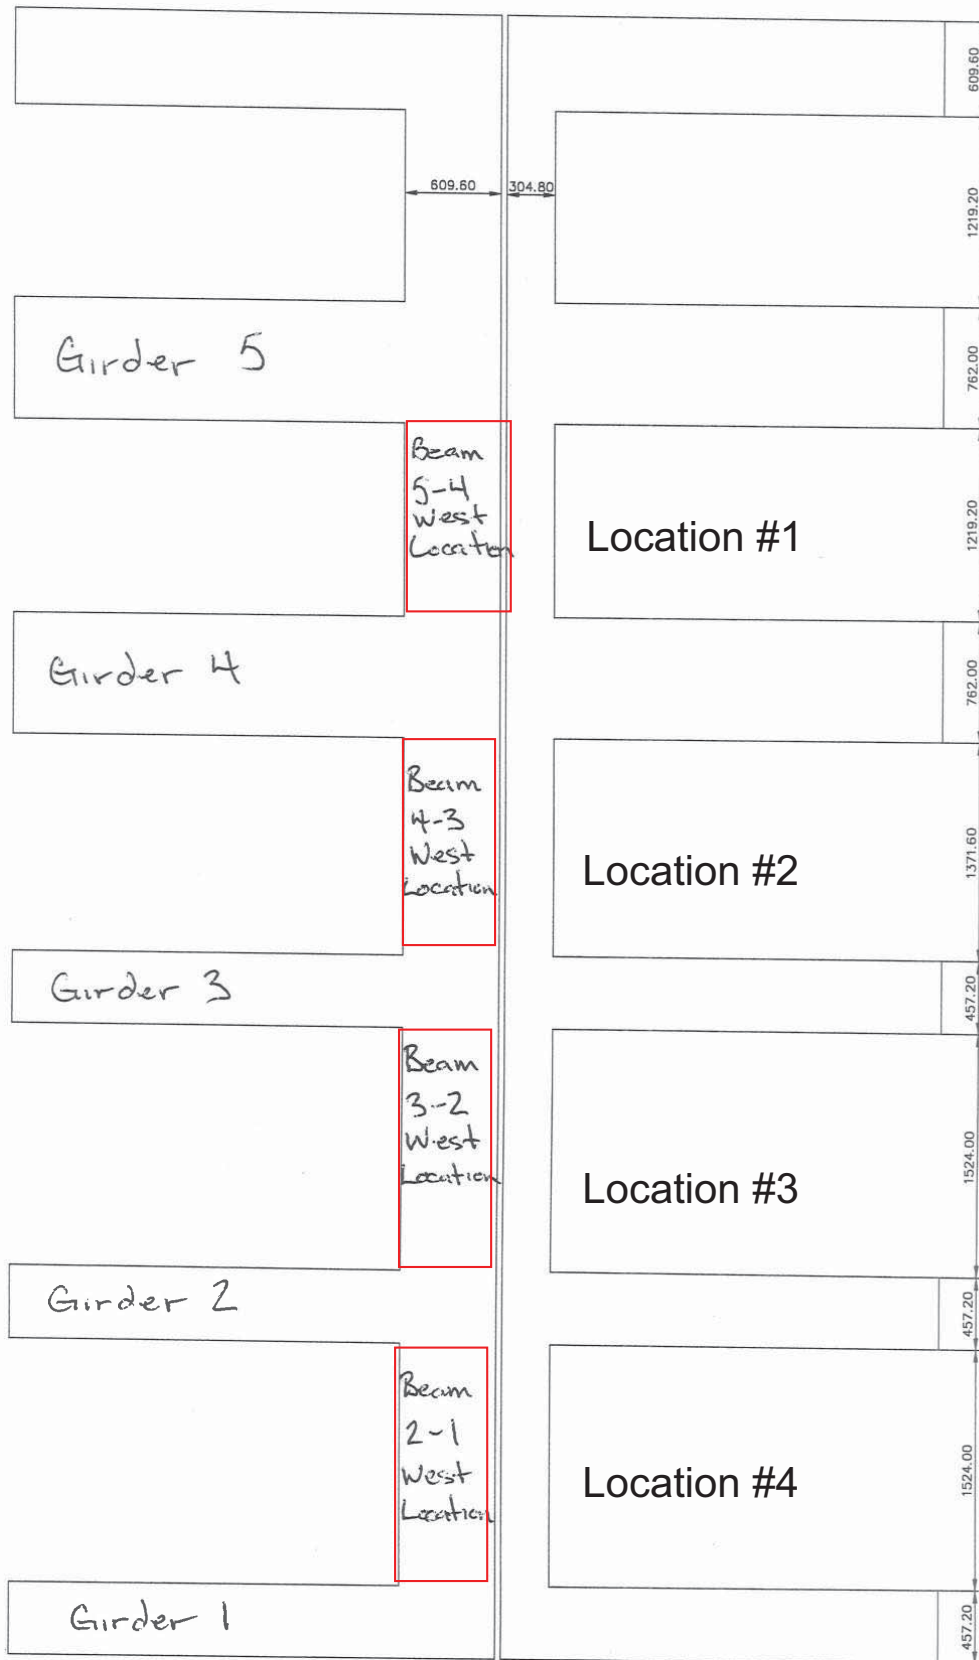 609.60
609.60
304.80
1219.20
Girder 5
762.00
Beam
5-4
West
Location
Location #1
1219.20
Girder 4
762.00
Beam
4-3
West
Location
Location #2
1371.60
Girder 3
457.20
Beam
3-2
West
Location
Location #3
1524.00
Girder 2
457.20
Beam
2-1
West
Location
Location #4
1524.00
Girder 1
457.20